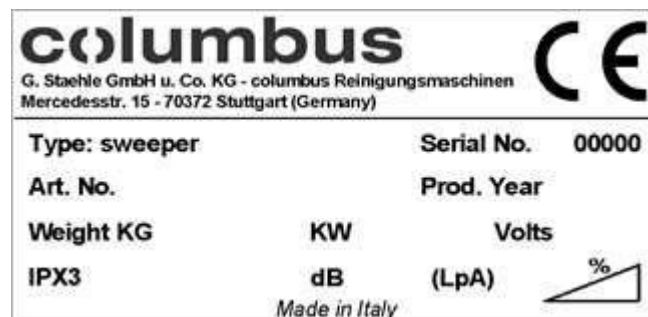 columbus
CE
G. Staehle GmbH u. Co. KG - columbus Reinigungsmaschinen
Mercedesstr. 15 - 70372 Stuttgart (Germany)
Type: sweeper Serial No. 00000
Art. No. Prod. Year
Weight KG KW Volts
IPX3 dB (LpA) %
Made in Italy